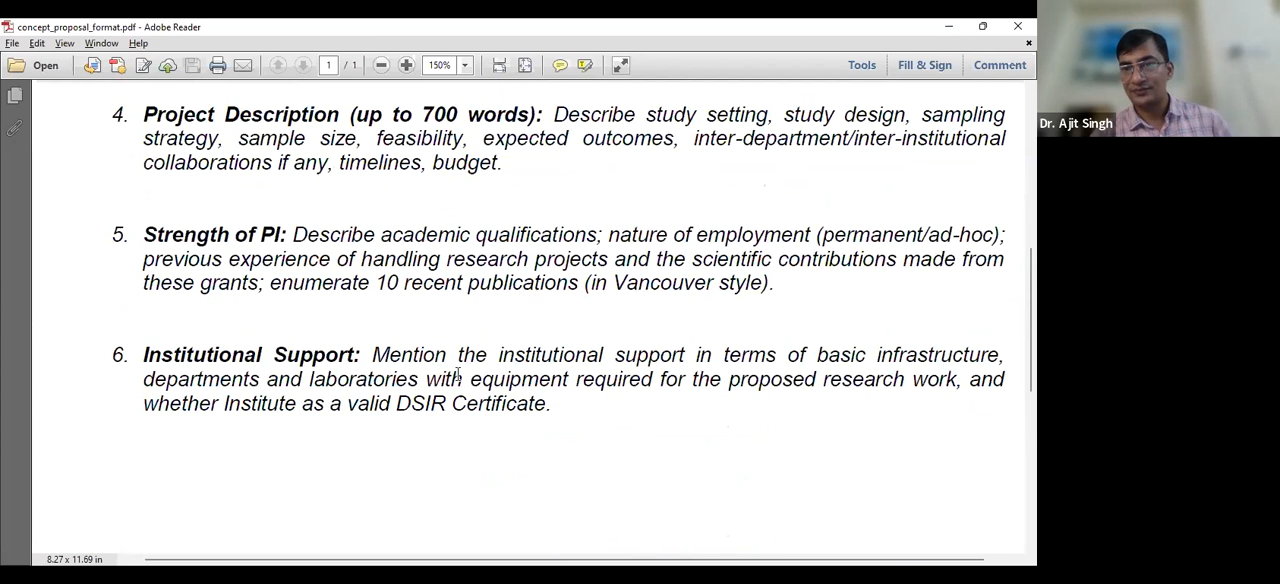 concept_proposal_format.pdf - Adobe Reader
File Edit View Window Help
Open 1 / 1 150% Tools Fill & Sign Comment
4. Project Description (up to 700 words): Describe study setting, study design, sampling
strategy, sample size, feasibility, expected outcomes, inter-department/inter-institutional
collaborations if any, timelines, budget.
5. Strength of PI: Describe academic qualifications; nature of employment (permanent/ad-hoc);
previous experience of handling research projects and the scientific contributions made from
these grants; enumerate 10 recent publications (in Vancouver style).
6. Institutional Support: Mention the institutional support in terms of basic infrastructure,
departments and laboratories with equipment required for the proposed research work, and
whether Institute as a valid DSIR Certificate.
8.27 x 11.69 in
Dr. Ajit Singh